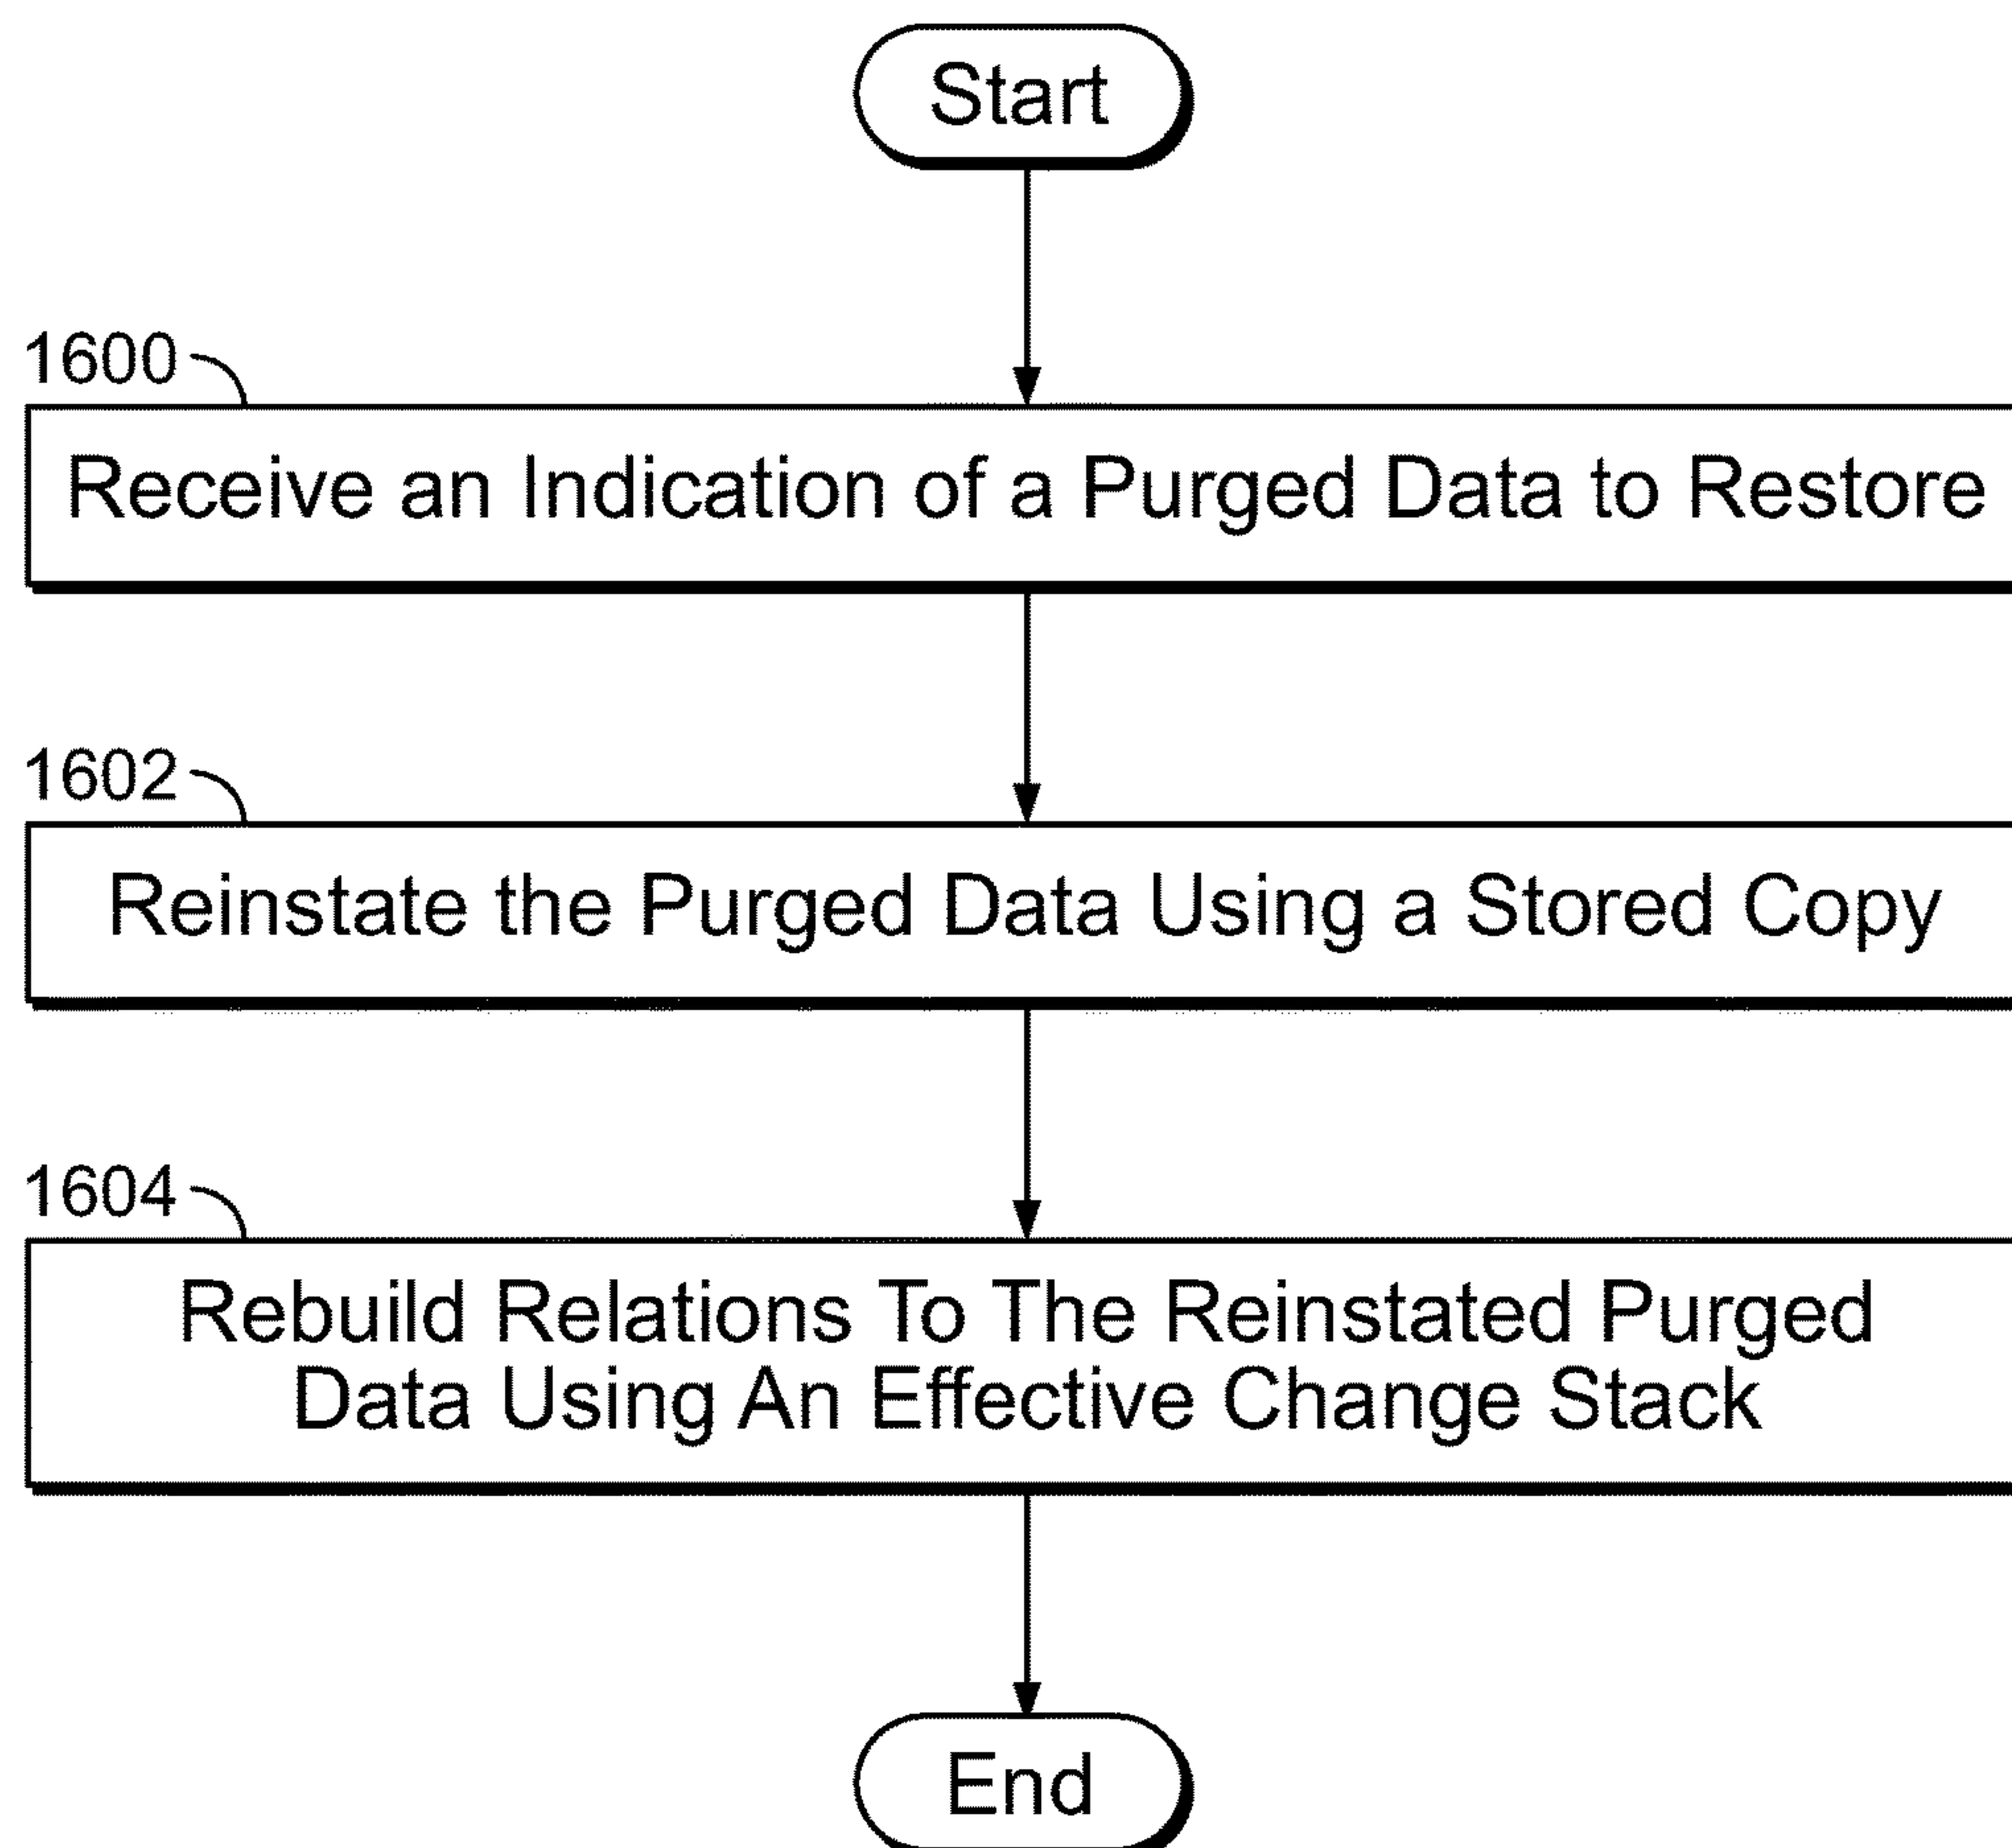 Start
1600
Receive an Indication of a Purged Data to Restore
1602
Reinstate the Purged Data Using a Stored Copy
1604
Rebuild Relations To The Reinstated Purged
Data Using An Effective Change Stack
End